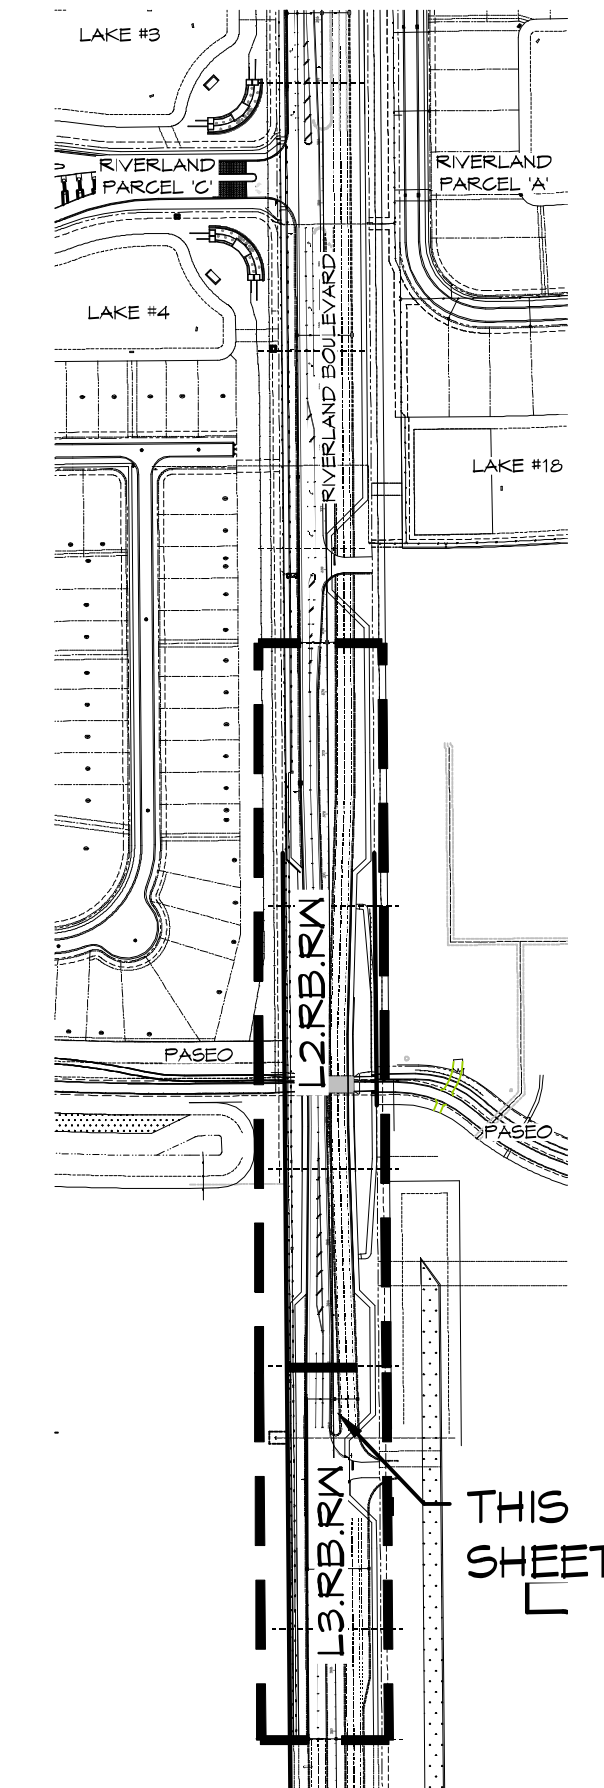 LAKE #3
RIVERLAND
PARCEL 'C'
RIVERLAND
PARCEL 'A'
LAKE #4
RIVERLAND BOULEVARD
LAKE #18
L2.RB.RW
PASEO
PASEO
L3.RB.RW
THIS
SHEET